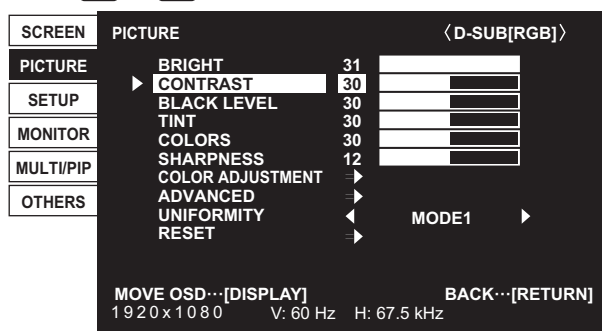 SCREEN
PICTURE
SETUP
MONITOR
MULTI/PIP
OTHERS
PICTURE 〈D-SUB[RGB]〉
BRIGHT 31
CONTRAST 30
BLACK LEVEL 30
TINT 30
COLORS 30
SHARPNESS 12
COLOR ADJUSTMENT
ADVANCED
UNIFORMITY MODE1
RESET
MOVE OSD···[DISPLAY] BACK···[RETURN]
1920x1080 V: 60 Hz H: 67.5 kHz